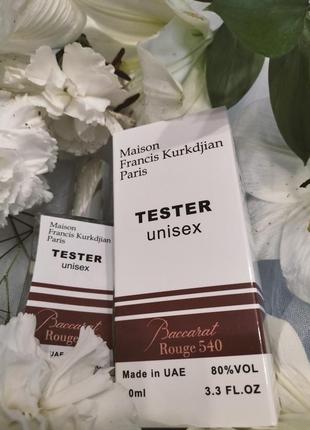 Maison
Francis Kurkdjian
Paris
TESTER
unisex
Baccarat
Rouge 540
Made in UAE 80%VOL
0ml 3.3 FL.OZ
Maison
Francis Kurkdjian
Paris
TESTER
unisex
Baccarat
Rouge 540
UAE